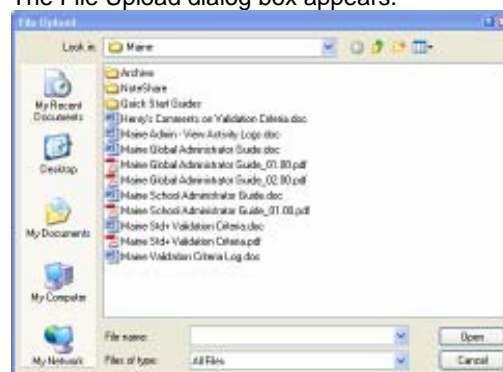 The File Upload dialog box appears.
File Upload
Look in: Maine
My Recent Documents
Desktop
My Documents
My Computer
My Network
Archive
NoteShare
Quick Start Guides
Henry's Comments on Validation Criteria.doc
Maine Admin - View Activity Logs.doc
Maine Global Administrator Guide.doc
Maine Global Administrator Guide_01.00.pdf
Maine Global Administrator Guide_02.00.pdf
Maine School Administrator Guide.doc
Maine School Administrator Guide_01.00.pdf
Maine Std+ Validation Criteria.doc
Maine Std+ Validation Criteria.pdf
Maine Validation Criteria Log.doc
File name:
Open
Files of type: All Files
Cancel